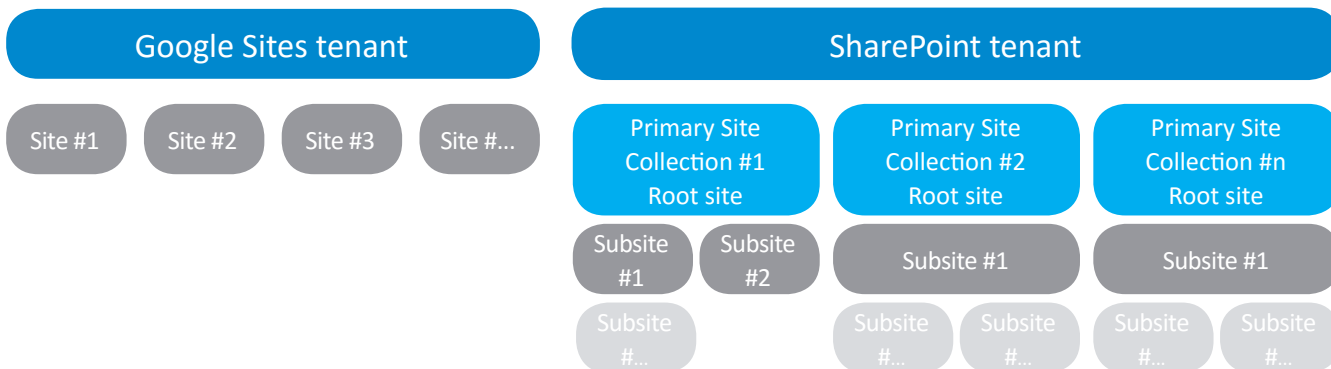 Google Sites tenant
Site #1
Site #2
Site #3
Site #...
SharePoint tenant
Primary Site
Collection #1
Root site
Primary Site
Collection #2
Root site
Primary Site
Collection #n
Root site
Subsite
#1
Subsite
#2
Subsite #1
Subsite #1
Subsite
#...
Subsite
#...
Subsite
#...
Subsite
#...
Subsite
#...